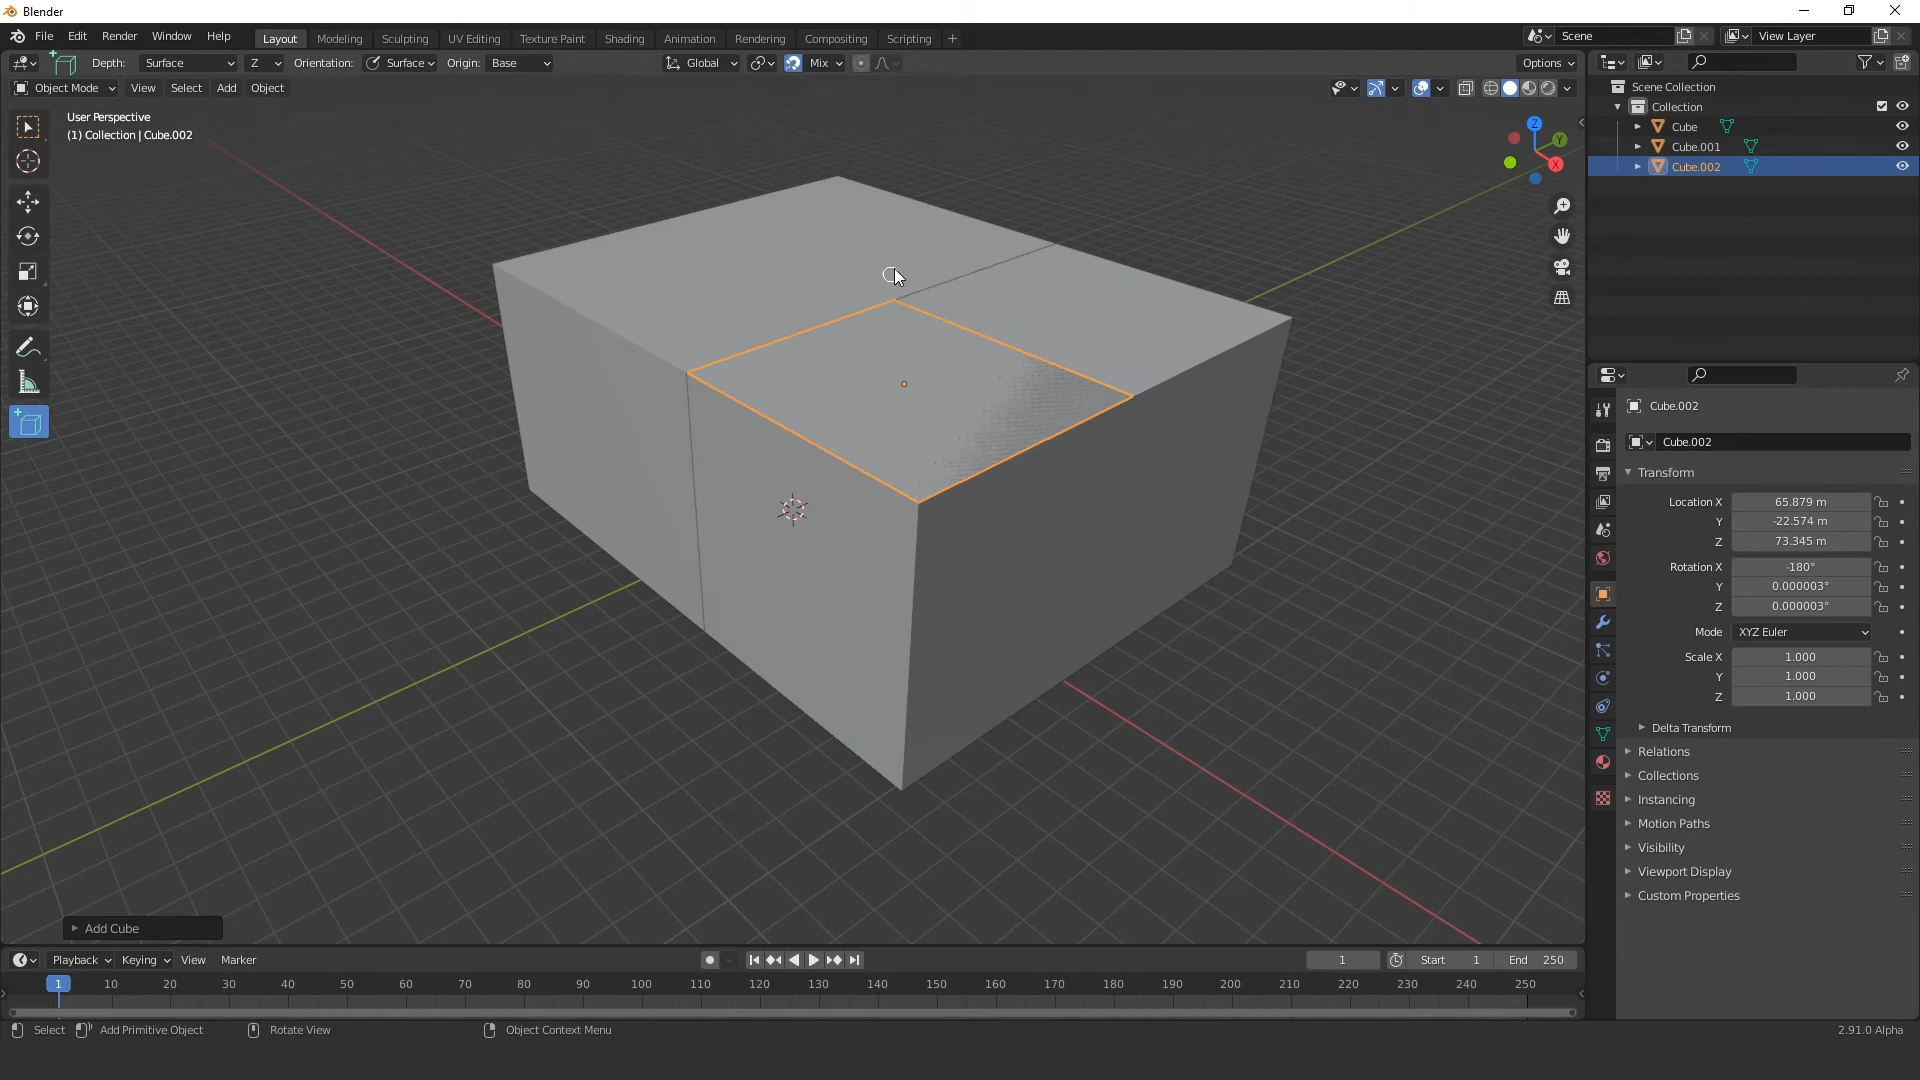 Blender
File Edit Render Window Help Layout Modeling Sculpting UV Editing Texture Paint Shading Animation Rendering Compositing Scripting + Scene View Layer
Depth: Surface Z Orientation: Surface Origin: Base Global Mix Options
Object Mode View Select Add Object
User Perspective
(1) Collection | Cube.002
Z
Y
X
Scene Collection
Collection
Cube
Cube.001
Cube.002
Cube.002
Cube.002
Transform
Location X 65.879 m
Y -22.574 m
Z 73.345 m
Rotation X -180°
Y 0.000003°
Z 0.000003°
Mode XYZ Euler
Scale X 1.000
Y 1.000
Z 1.000
Delta Transform
Relations
Collections
Instancing
Motion Paths
Visibility
Viewport Display
Custom Properties
Add Cube
Playback Keying View Marker 1 Start 1 End 250
1 10 20 30 40 50 60 70 80 90 100 110 120 130 140 150 160 170 180 190 200 210 220 230 240 250
Select Add Primitive Object Rotate View Object Context Menu 2.91.0 Alpha